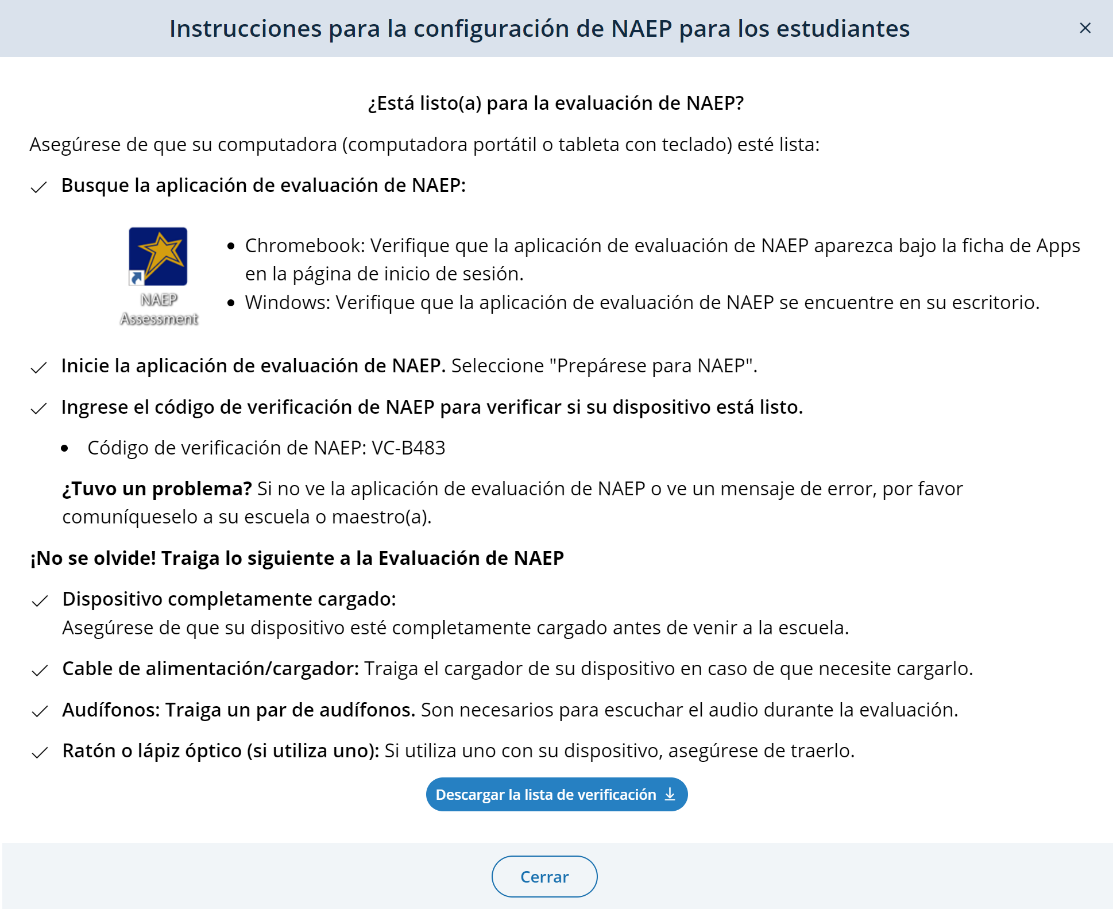 Instrucciones para la configuración de NAEP para los estudiantes
¿Está listo(a) para la evaluación de NAEP?
Asegúrese de que su computadora (computadora portátil o tableta con teclado) esté lista:
Busque la aplicación de evaluación de NAEP:
NAEP
Assessment
• Chromebook: Verifique que la aplicación de evaluación de NAEP aparezca bajo la ficha de Apps
en la página de inicio de sesión.
• Windows: Verifique que la aplicación de evaluación de NAEP se encuentre en su escritorio.
Inicie la aplicación de evaluación de NAEP. Seleccione "Prepárese para NAEP".
Ingrese el código de verificación de NAEP para verificar si su dispositivo está listo.
• Código de verificación de NAEP: VC-B483
¿Tuvo un problema? Si no ve la aplicación de evaluación de NAEP o ve un mensaje de error, por favor
comuníqueselo a su escuela o maestro(a).
¡No se olvide! Traiga lo siguiente a la Evaluación de NAEP
Dispositivo completamente cargado:
Asegúrese de que su dispositivo esté completamente cargado antes de venir a la escuela.
Cable de alimentación/cargador: Traiga el cargador de su dispositivo en caso de que necesite cargarlo.
Audífonos: Traiga un par de audífonos. Son necesarios para escuchar el audio durante la evaluación.
Ratón o lápiz óptico (si utiliza uno): Si utiliza uno con su dispositivo, asegúrese de traerlo.
Descargar la lista de verificación
Cerrar